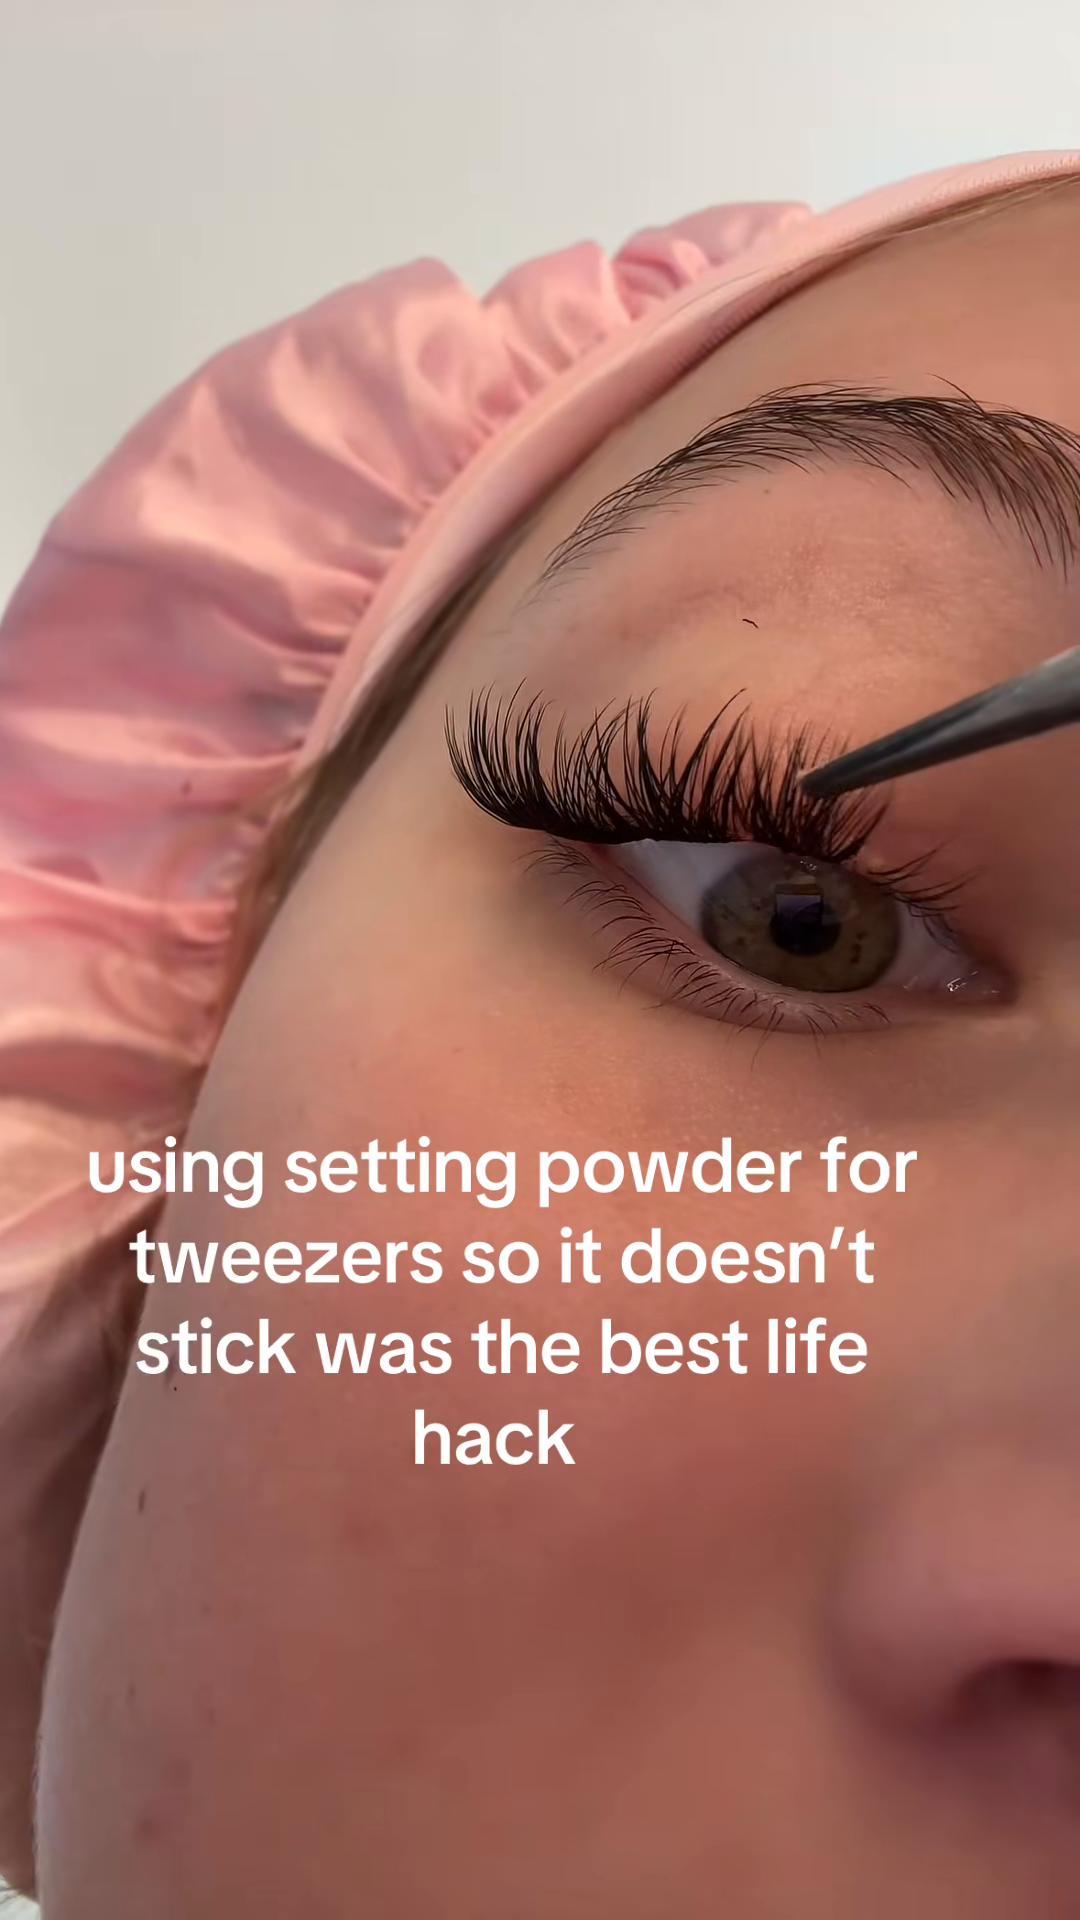 using setting powder for
tweezers so it doesn’t
stick was the best life
hack